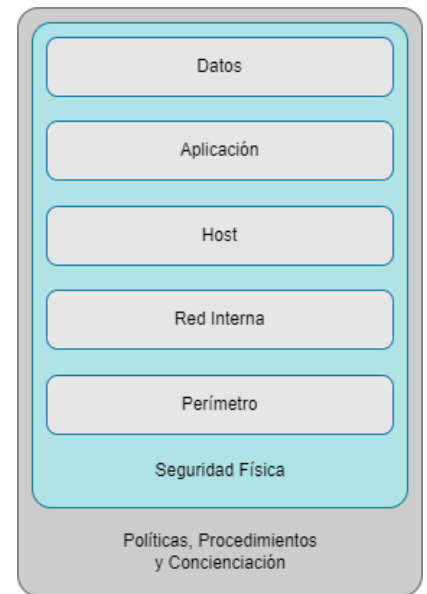 Datos
Aplicación
Host
Red Interna
Perímetro
Seguridad Física
Políticas, Procedimientos
y Concienciación